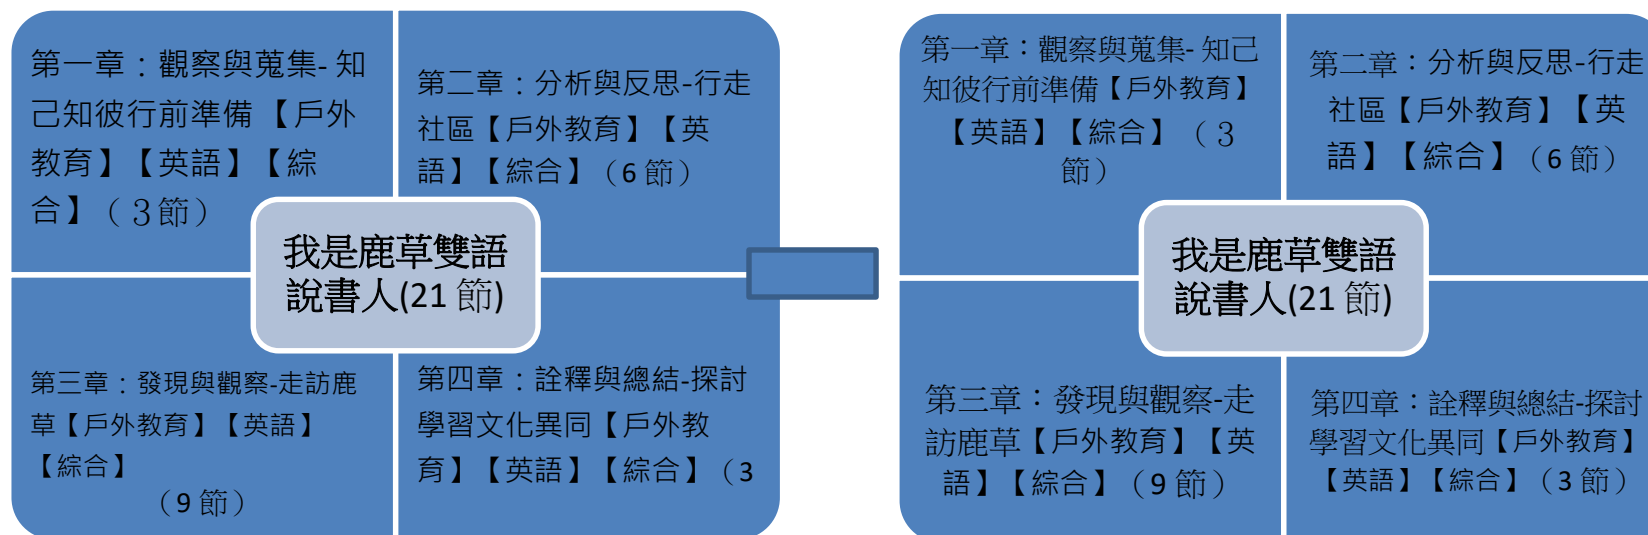 第一章：觀察與蒐集- 知
己知彼行前準備 【戶外
教育】【英語】【綜
合】（３節）
第二章：分析與反思-行走
社區【戶外教育】【英
語】【綜合】（6 節）
我是鹿草雙語
說書人(21 節)
第三章：發現與觀察-走訪鹿
草【戶外教育】【英語】
【綜合】
（9 節）
第四章：詮釋與總結-探討
學習文化異同【戶外教
育】【英語】【綜合】（3
第一章：觀察與蒐集- 知己
知彼行前準備【戶外教育】
【英語】【綜合】（３
節）
第二章：分析與反思-行走
社區【戶外教育】【英
語】【綜合】（6 節）
我是鹿草雙語
說書人(21 節)
第三章：發現與觀察-走
訪鹿草【戶外教育】【英
語】【綜合】（9 節）
第四章：詮釋與總結-探討
學習文化異同【戶外教育】
【英語】【綜合】（3 節）